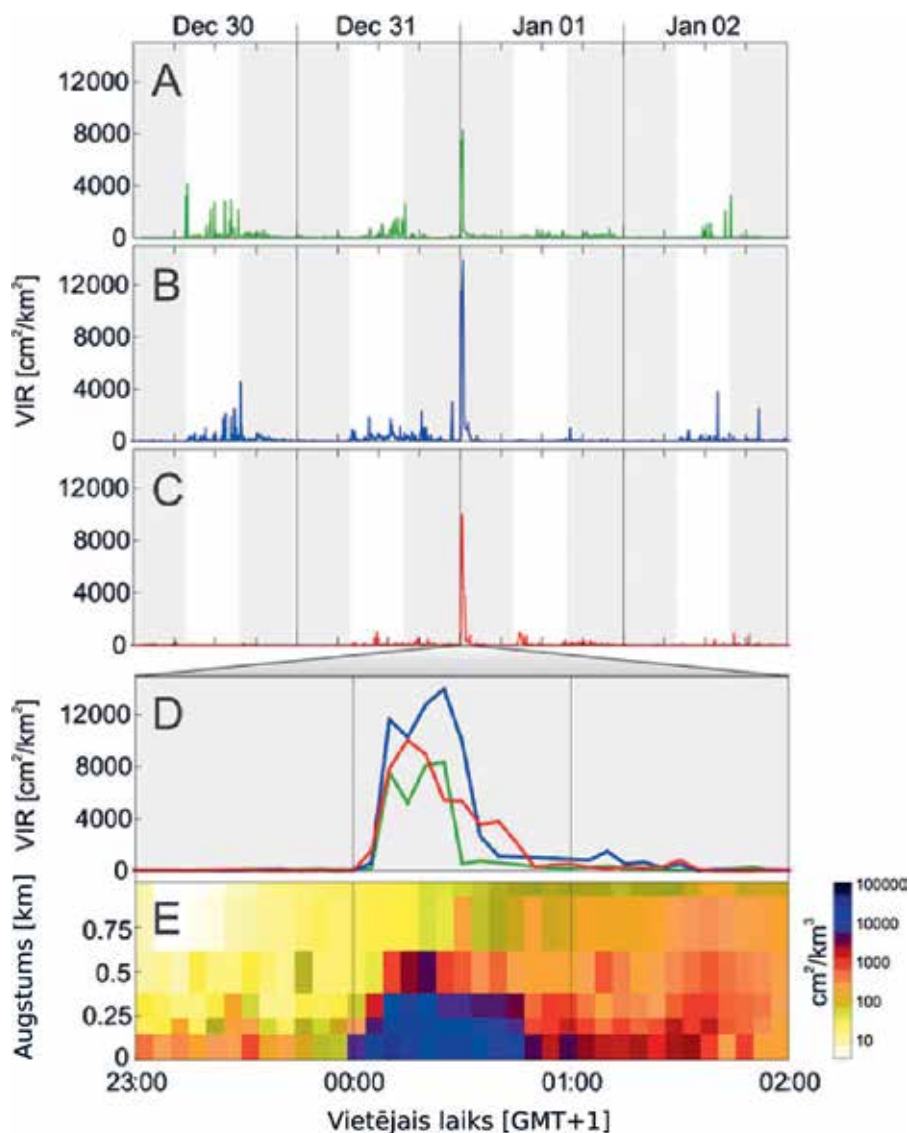 Dec 30 Dec 31 Jan 01 Jan 02
A
12000
8000
4000
0
B
12000
8000
4000
0
VIR [cm²/km²]
C
12000
8000
4000
0
D
12000
8000
4000
0
VIR [cm²/km²]
E
0.75
0.5
0.25
0
Augstums [km]
100000
10000
1000
100
10
cm²/km³
23:00 00:00 01:00 02:00
Vietējais laiks [GMT+1]